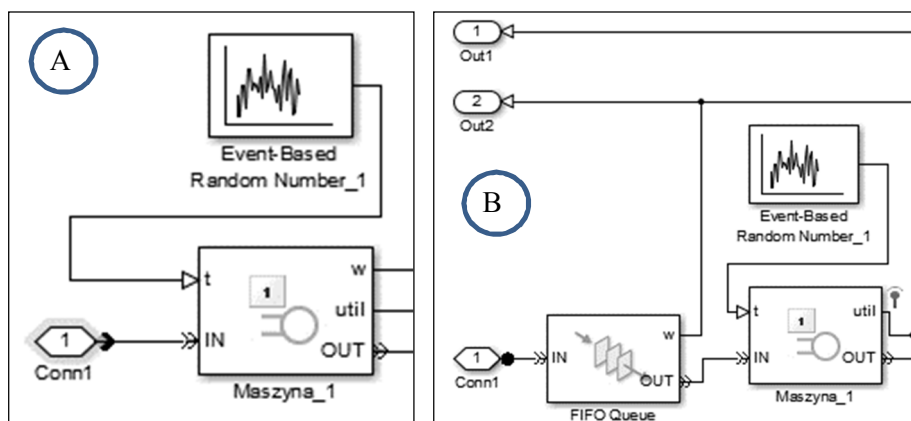 A
Event-Based
Random Number_1
t
1
w
util
IN
OUT
1
Conn1
Maszyna_1
1
Out1
2
Out2
B
Event-Based
Random Number_1
t
1
util
IN
OUT
Maszyna_1
1
Conn1
IN
w
OUT
FIFO Queue